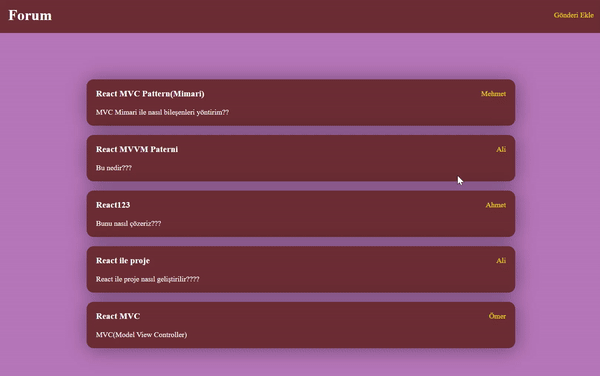 Forum
Gönderi Ekle
React MVC Pattern(Mimari)
Mehmet
MVC Mimari ile nasıl bileşenleri yöntirim??
React MVVM Paterni
Ali
Bu nedir???
React123
Ahmet
Bunu nasıl çözeriz???
React ile proje
Ali
React ile proje nasıl geliştirilir????
React MVC
Ömer
MVC(Model View Controller)